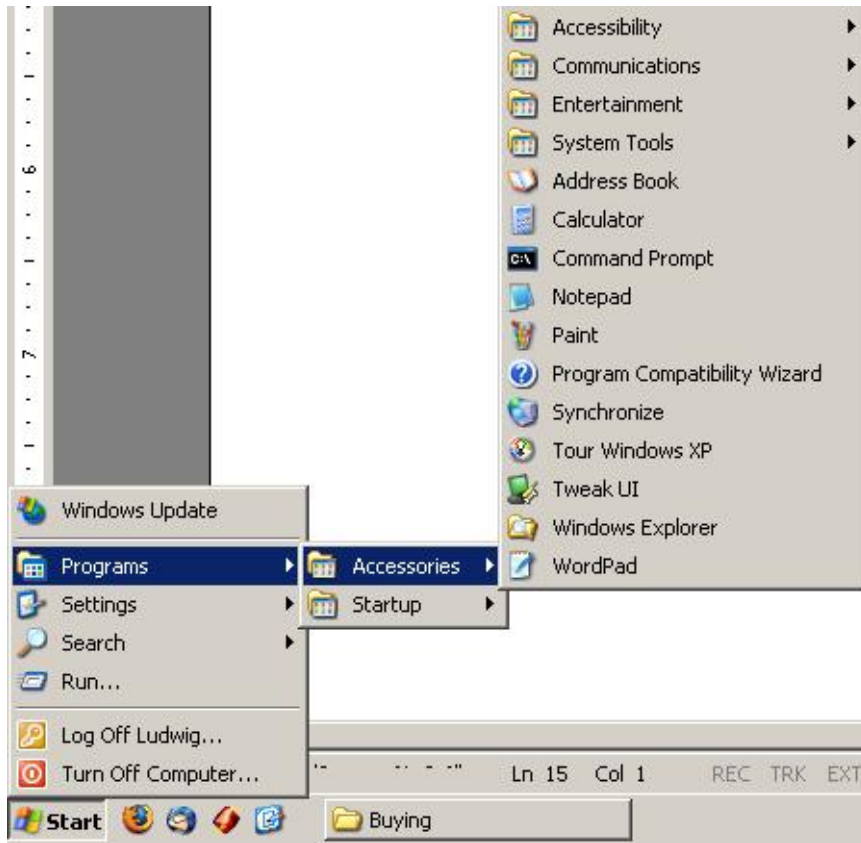 Accessibility
Communications
Entertainment
System Tools
Address Book
Calculator
C:\
Command Prompt
Notepad
Paint
Program Compatibility Wizard
Synchronize
Tour Windows XP
Tweak UI
Windows Explorer
WordPad
6
7
Windows Update
Programs
Accessories
Settings
Startup
Search
Run...
Log Off Ludwig...
Turn Off Computer...
Ln 15 Col 1 REC TRK EXT
Start
Buying